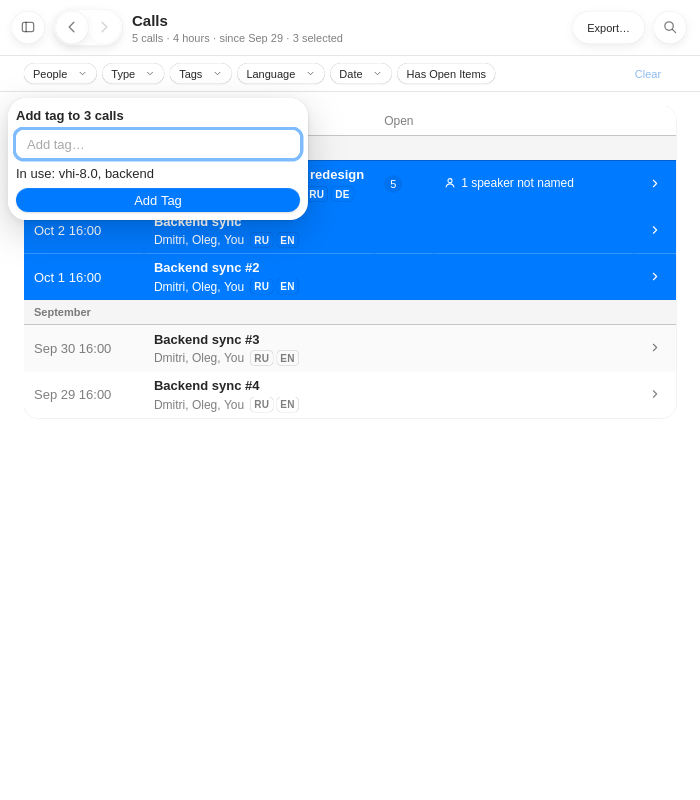 Calls
5 calls · 4 hours · since Sep 29 · 3 selected
Export…
People
Type
Tags
Language
Date
Has Open Items
Clear
Add tag to 3 calls
Add tag…
In use: vhi-8.0, backend
Add Tag
Open
redesign
RU DE
5
1 speaker not named
Oct 2 16:00
Backend sync
Dmitri, Oleg, You RU EN
Oct 1 16:00
Backend sync #2
Dmitri, Oleg, You RU EN
September
Sep 30 16:00
Backend sync #3
Dmitri, Oleg, You RU EN
Sep 29 16:00
Backend sync #4
Dmitri, Oleg, You RU EN